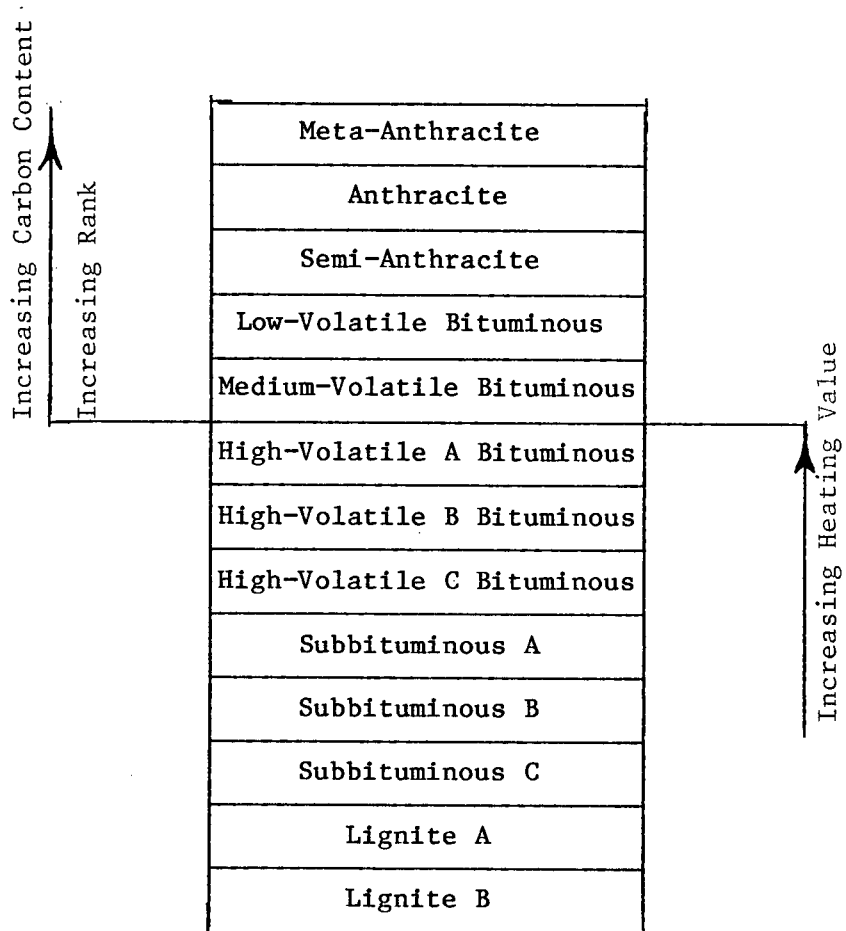 Increasing Carbon Content
Increasing Rank
Meta-Anthracite
Anthracite
Semi-Anthracite
Low-Volatile Bituminous
Medium-Volatile Bituminous
High-Volatile A Bituminous
High-Volatile B Bituminous
High-Volatile C Bituminous
Subbituminous A
Subbituminous B
Subbituminous C
Lignite A
Lignite B
Increasing Heating Value